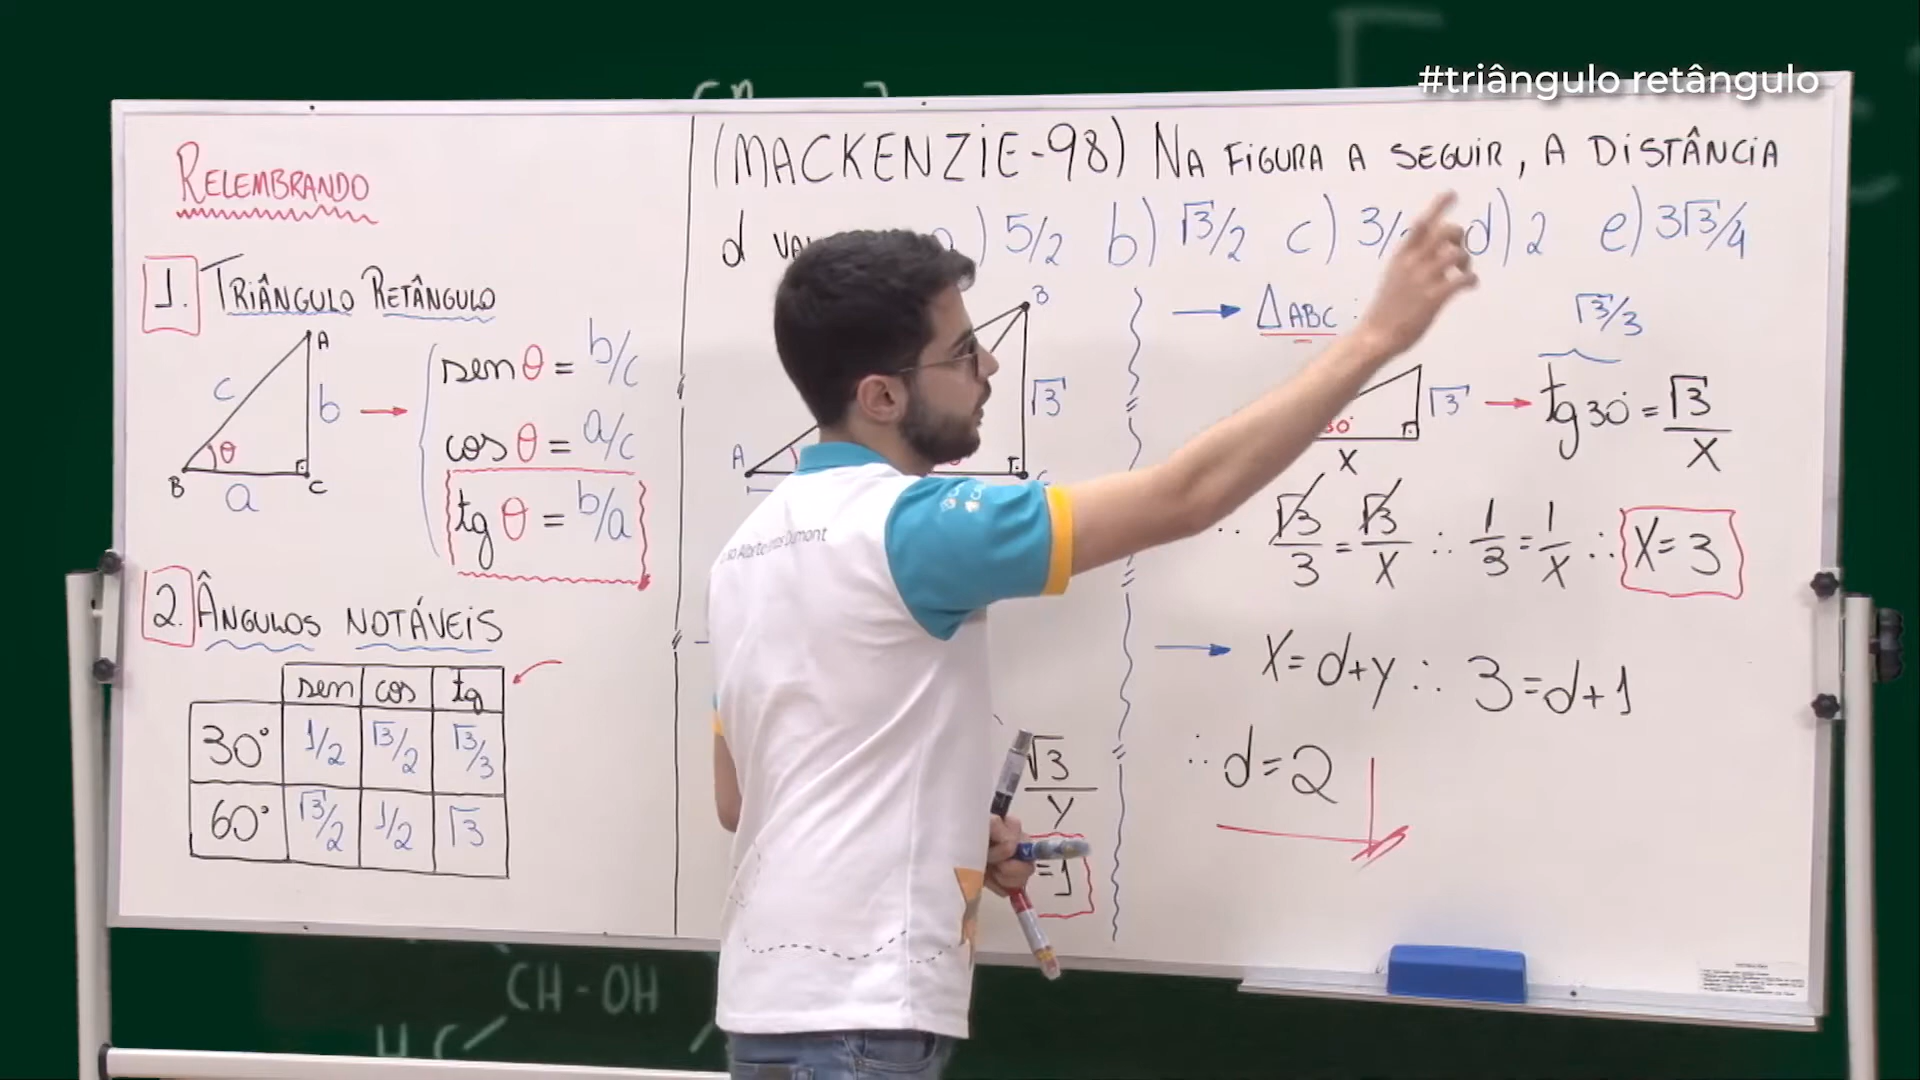 #triângulo retângulo
RELEMBRANDO
1. TRIÂNGULO RETÂNGULO
A
c
b
θ
B
a
C
sen θ = b/c
cos θ = a/c
tg θ = b/a
2. ÂNGULOS NOTÁVEIS
sen cos tg
30° 1/2 √3/2 √3/3
60° √3/2 1/2 √3
(MACKENZIE-98) NA FIGURA A SEGUIR, A DISTÂNCIA
d a) 5/2 b) √3/2 c) 3/ d) 2 e) 3√3/4
B
√3
A
√3/Y
=1
ΔABC:
√3/3
√3
X
tg30° = √3/X
∴ √3/3 = √3/X ∴ 1/3 = 1/X ∴ X=3
X=d+y ∴ 3=d+1
∴ d=2
Dumont
CH-OH